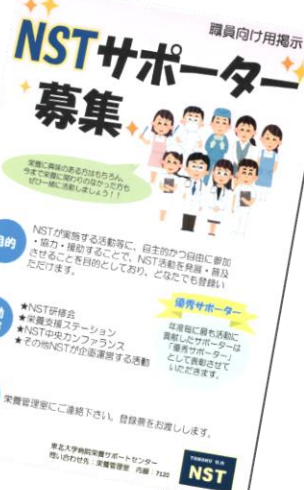 職員向け用掲示
NSTサポーター
募集
栄養に興味のある方はもちろん、
今まで栄養に関わりのなかった方も
ぜひ一緒に活動しましょう！！
目的
NSTが実施する活動等に、自主的かつ自由に参加
・協力・援助することで、NST活動を発展・普及
させることを目的としており、どなたでも登録い
ただけます。
★NST研修会
★栄養支援ステーション
★NST中央カンファランス
★その他NSTが企画運営する活動
優秀サポーター
年度毎に最も活動に
貢献したサポーターは
「優秀サポーター」
として表彰させて
いただきます。
栄養管理室にご連絡下さい。登録票をお渡しします。
東北大学病院栄養サポートセンター
問い合わせ先：栄養管理室 内線：7120
TOHOKU
NST